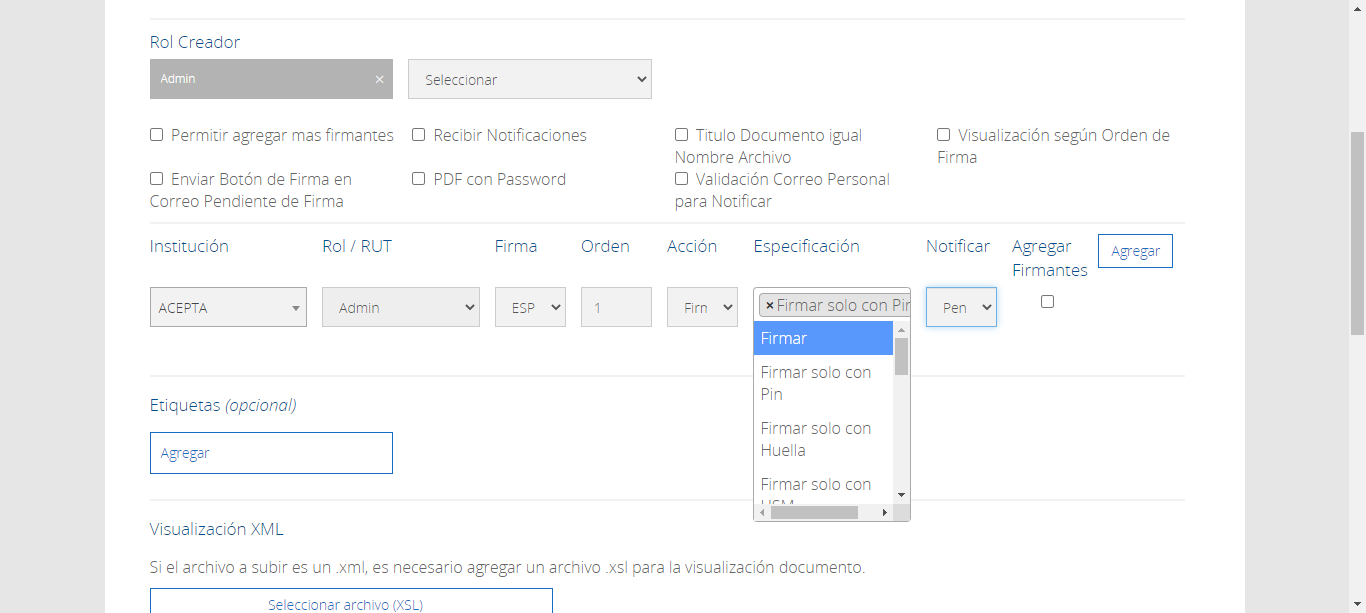 Rol Creador
Admin ×
Seleccionar
Permitir agregar mas firmantes
Recibir Notificaciones
Titulo Documento igual
Nombre Archivo
Visualización según Orden de
Firma
Enviar Botón de Firma en
Correo Pendiente de Firma
PDF con Password
Validación Correo Personal
para Notificar
Institución
Rol / RUT
Firma
Orden
Acción
Especificación
Notificar
Agregar
Firmantes
Agregar
ACEPTA
Admin
ESP
1
Firn
× Firmar solo con Pin
Pen
Firmar
Firmar solo con
Pin
Firmar solo con
Huella
Firmar solo con
HSM
Etiquetas (opcional)
Agregar
Visualización XML
Si el archivo a subir es un .xml, es necesario agregar un archivo .xsl para la visualización documento.
Seleccionar archivo (XSL)